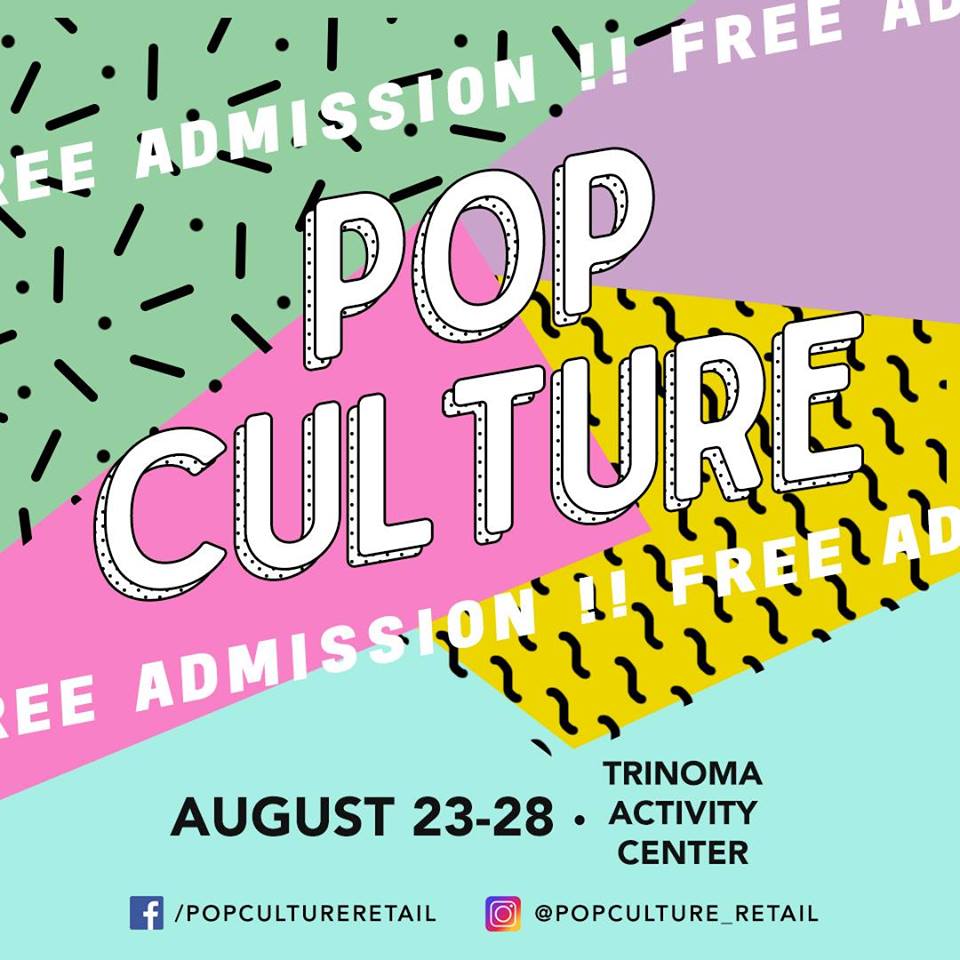 REE ADMISSION !! FREE AD
POP
CULTURE
REE ADMISSION !! FREE AD
AUGUST 23-28 • TRINOMA
ACTIVITY
CENTER
/POPCULTURERETAIL
@POPCULTURE_RETAIL